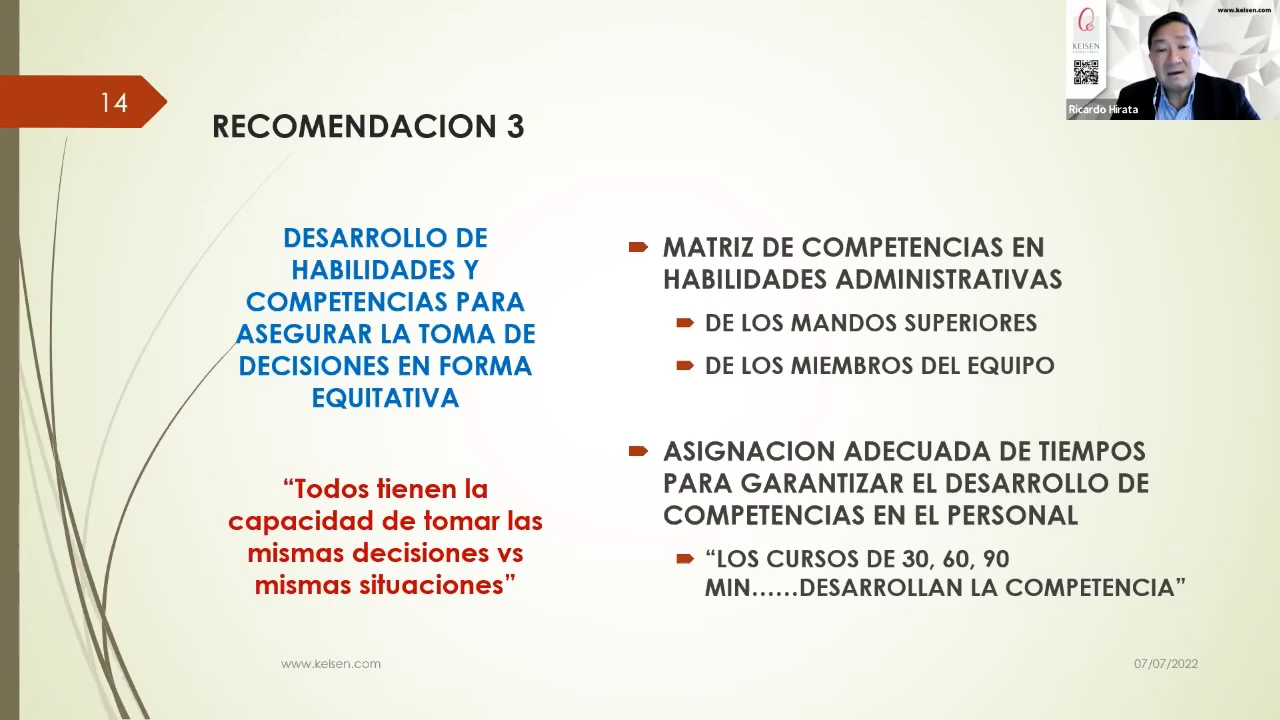 www.keisen.com
KEISEN
Ricardo Hirata
14
RECOMENDACION 3
DESARROLLO DE
HABILIDADES Y
COMPETENCIAS PARA
ASEGURAR LA TOMA DE
DECISIONES EN FORMA
EQUITATIVA
“Todos tienen la
capacidad de tomar las
mismas decisiones vs
mismas situaciones”
MATRIZ DE COMPETENCIAS EN
HABILIDADES ADMINISTRATIVAS
DE LOS MANDOS SUPERIORES
DE LOS MIEMBROS DEL EQUIPO
ASIGNACION ADECUADA DE TIEMPOS
PARA GARANTIZAR EL DESARROLLO DE
COMPETENCIAS EN EL PERSONAL
“LOS CURSOS DE 30, 60, 90
MIN……DESARROLLAN LA COMPETENCIA”
www.keisen.com
07/07/2022